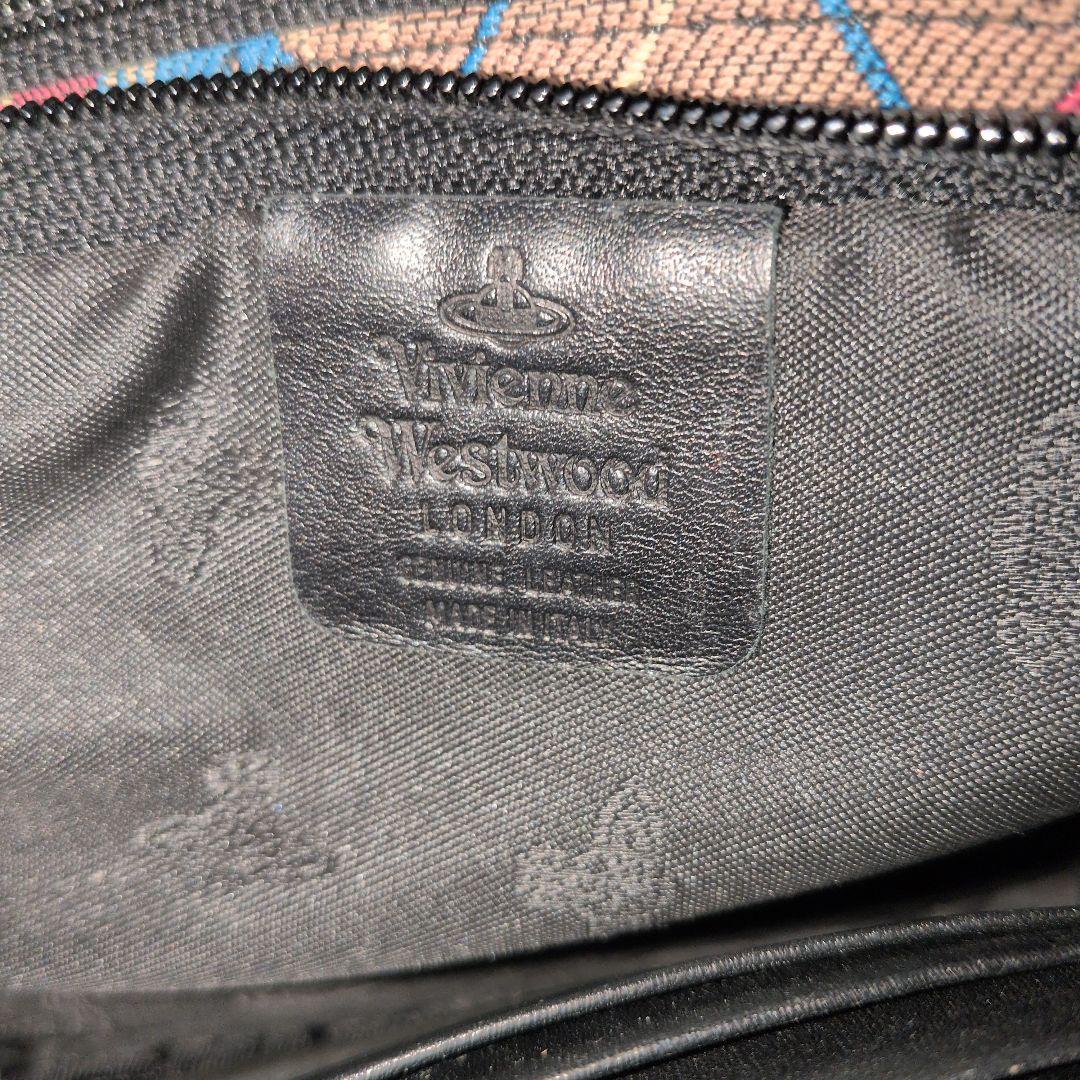 Vivienne
Westwood
LONDON
GENUINE LEATHER
MADE IN ITALY